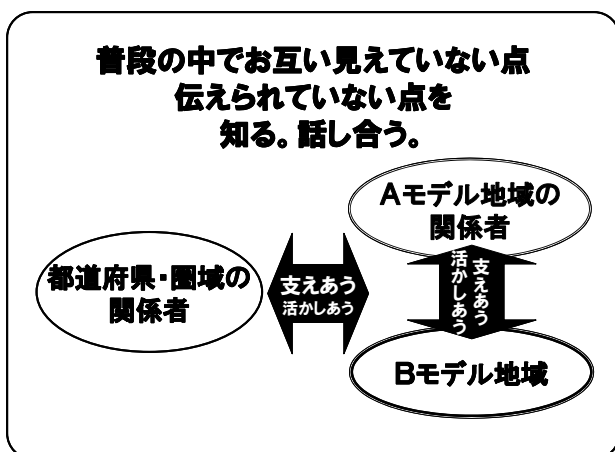 普段の中でお互い見えていない点
伝えられていない点を
知る。話し合う。
Aモデル地域の
関係者
都道府県・圏域の
関係者
支えあう
活かしあう
支えあう
活かしあう
Bモデル地域